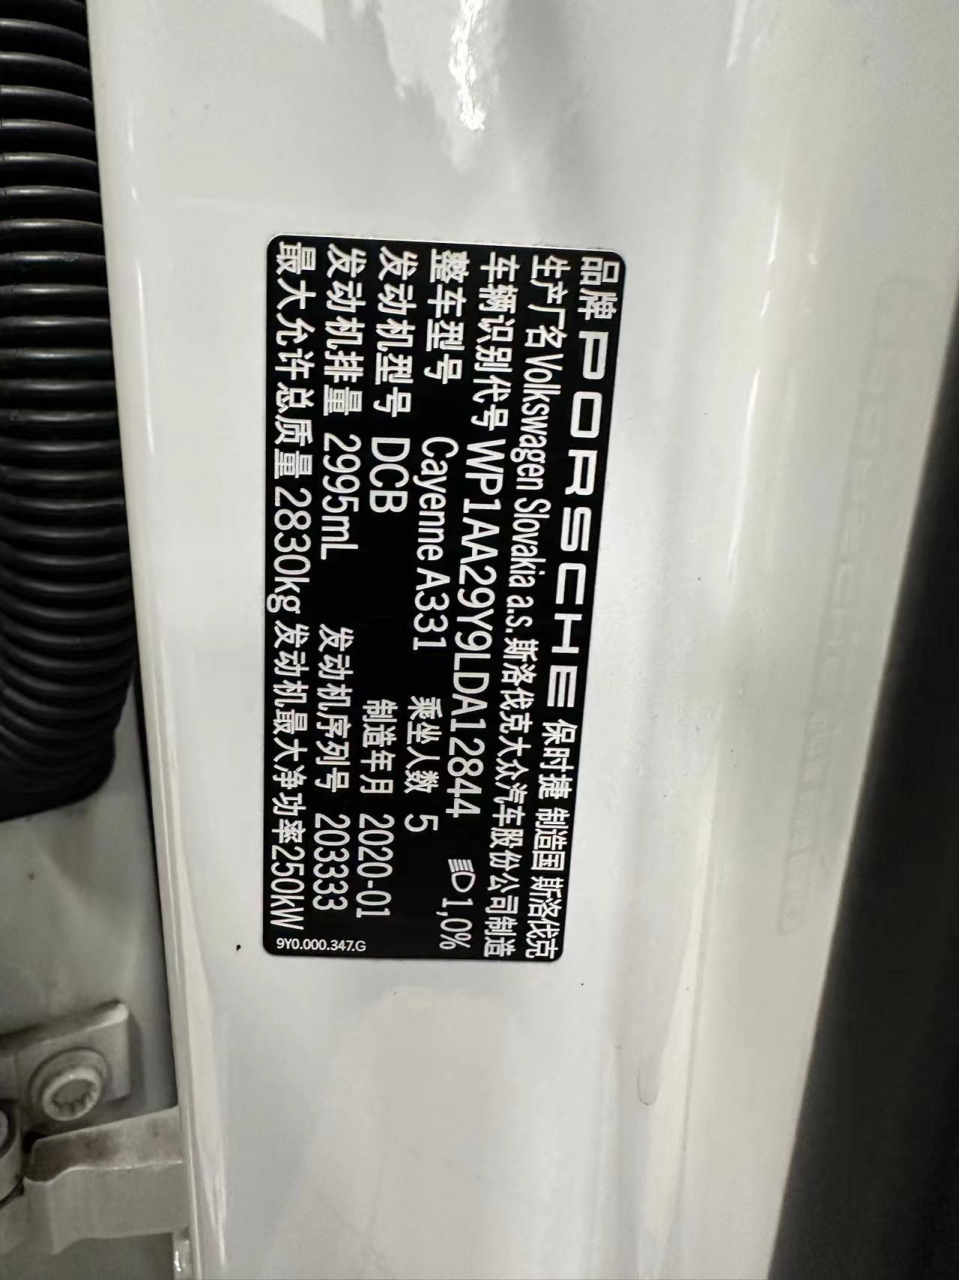 品牌 PORSCHE 保时捷 制造国 斯洛伐克
生产厂名 Volkswagen Slovakia a.s. 斯洛伐克大众汽车股份公司制造
车辆识别代号 WP1AA29Y9LDA12844 1,0%
整车型号 Cayenne A331 乘坐人数 5
发动机型号 DCB 制造年月 2020-01
发动机排量 2995mL 发动机序列号 203333
最大允许总质量 2830kg 发动机最大净功率250kW
9Y0.000.347.G